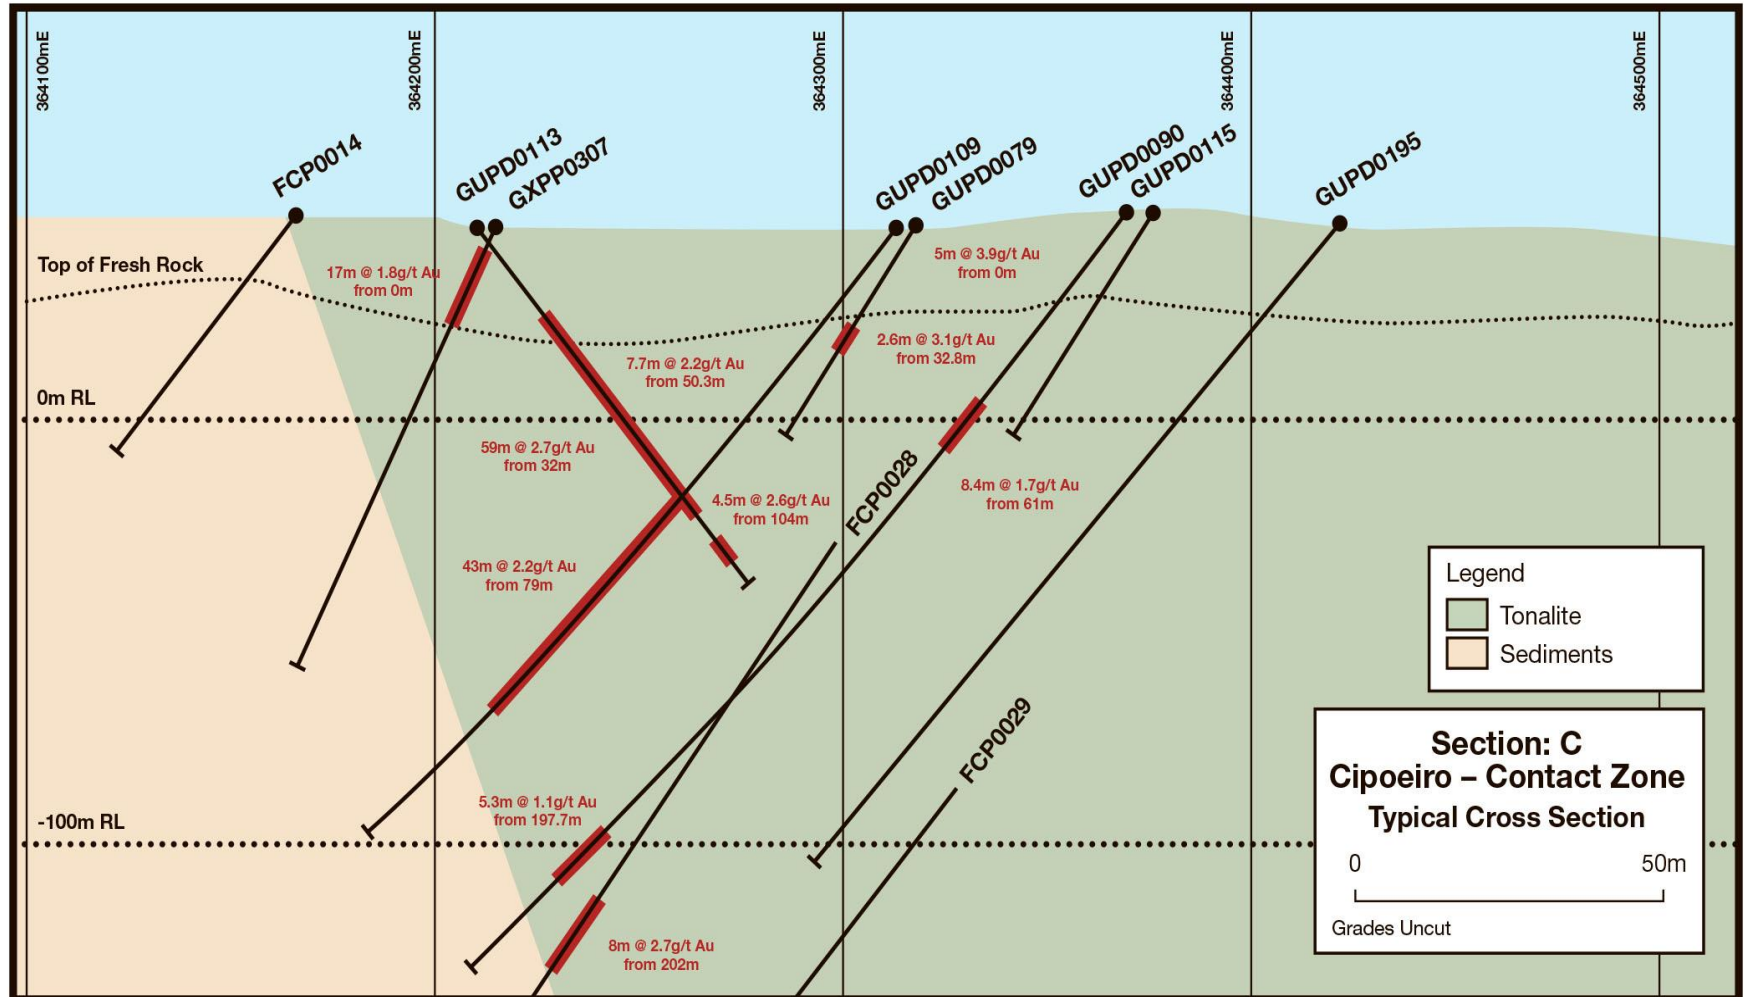 364100mE
364200mE
364300mE
364400mE
364500mE
FCP0014
GUPD0113
GXPP0307
GUPD0109
GUPD0079
GUPD0090
GUPD0115
GUPD0195
Top of Fresh Rock
17m @ 1.8g/t Au
from 0m
5m @ 3.9g/t Au
from 0m
7.7m @ 2.2g/t Au
from 50.3m
2.6m @ 3.1g/t Au
from 32.8m
0m RL
59m @ 2.7g/t Au
from 32m
4.5m @ 2.6g/t Au
from 104m
FCP0028
8.4m @ 1.7g/t Au
from 61m
43m @ 2.2g/t Au
from 79m
Legend
Tonalite
Sediments
FCP0029
5.3m @ 1.1g/t Au
from 197.7m
-100m RL
8m @ 2.7g/t Au
from 202m
Section: C
Cipoeiro – Contact Zone
Typical Cross Section
0 50m
Grades Uncut